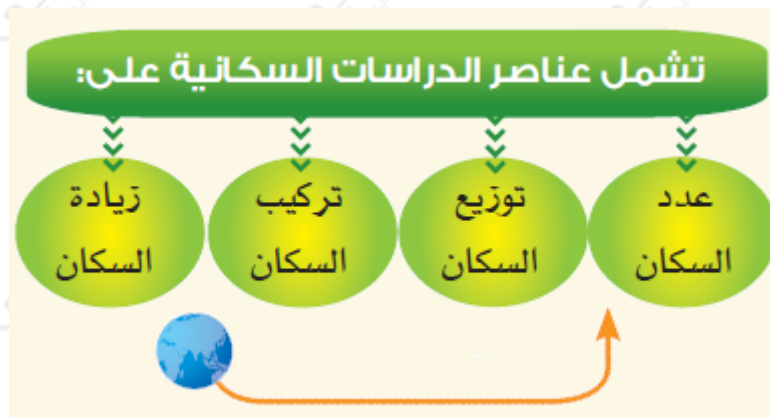 تشمل عناصر الدراسات السكانية على:
عدد
السكان
توزيع
السكان
تركيب
السكان
زيادة
السكان